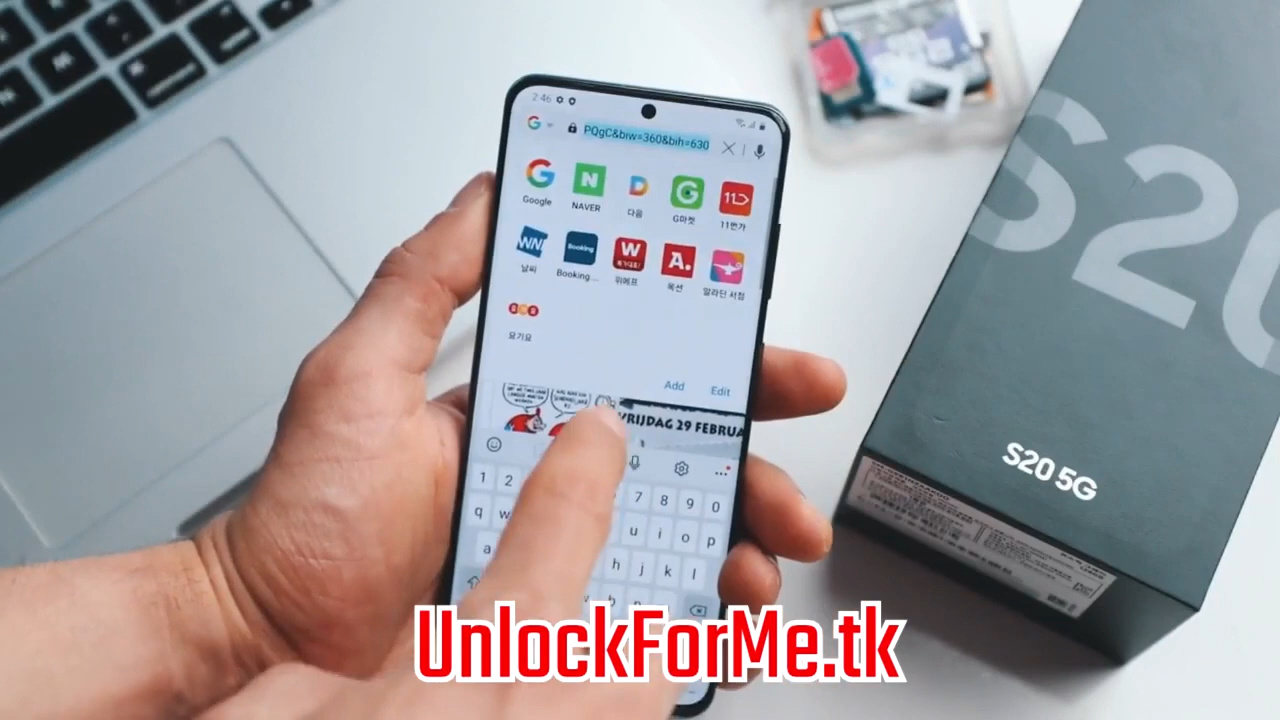 2:46
PQgC&biw=360&bih=630
Google
NAVER
다음
G마켓
11번가
날씨
Booking...
위메프
옥션
알라딘 서점
요기요
Add
Edit
VRIJDAG 29 FEBRUA
1 2 7 8 9 0
q w u i o p
a h j k l
S20
S20 5G
UnlockForMe.tk